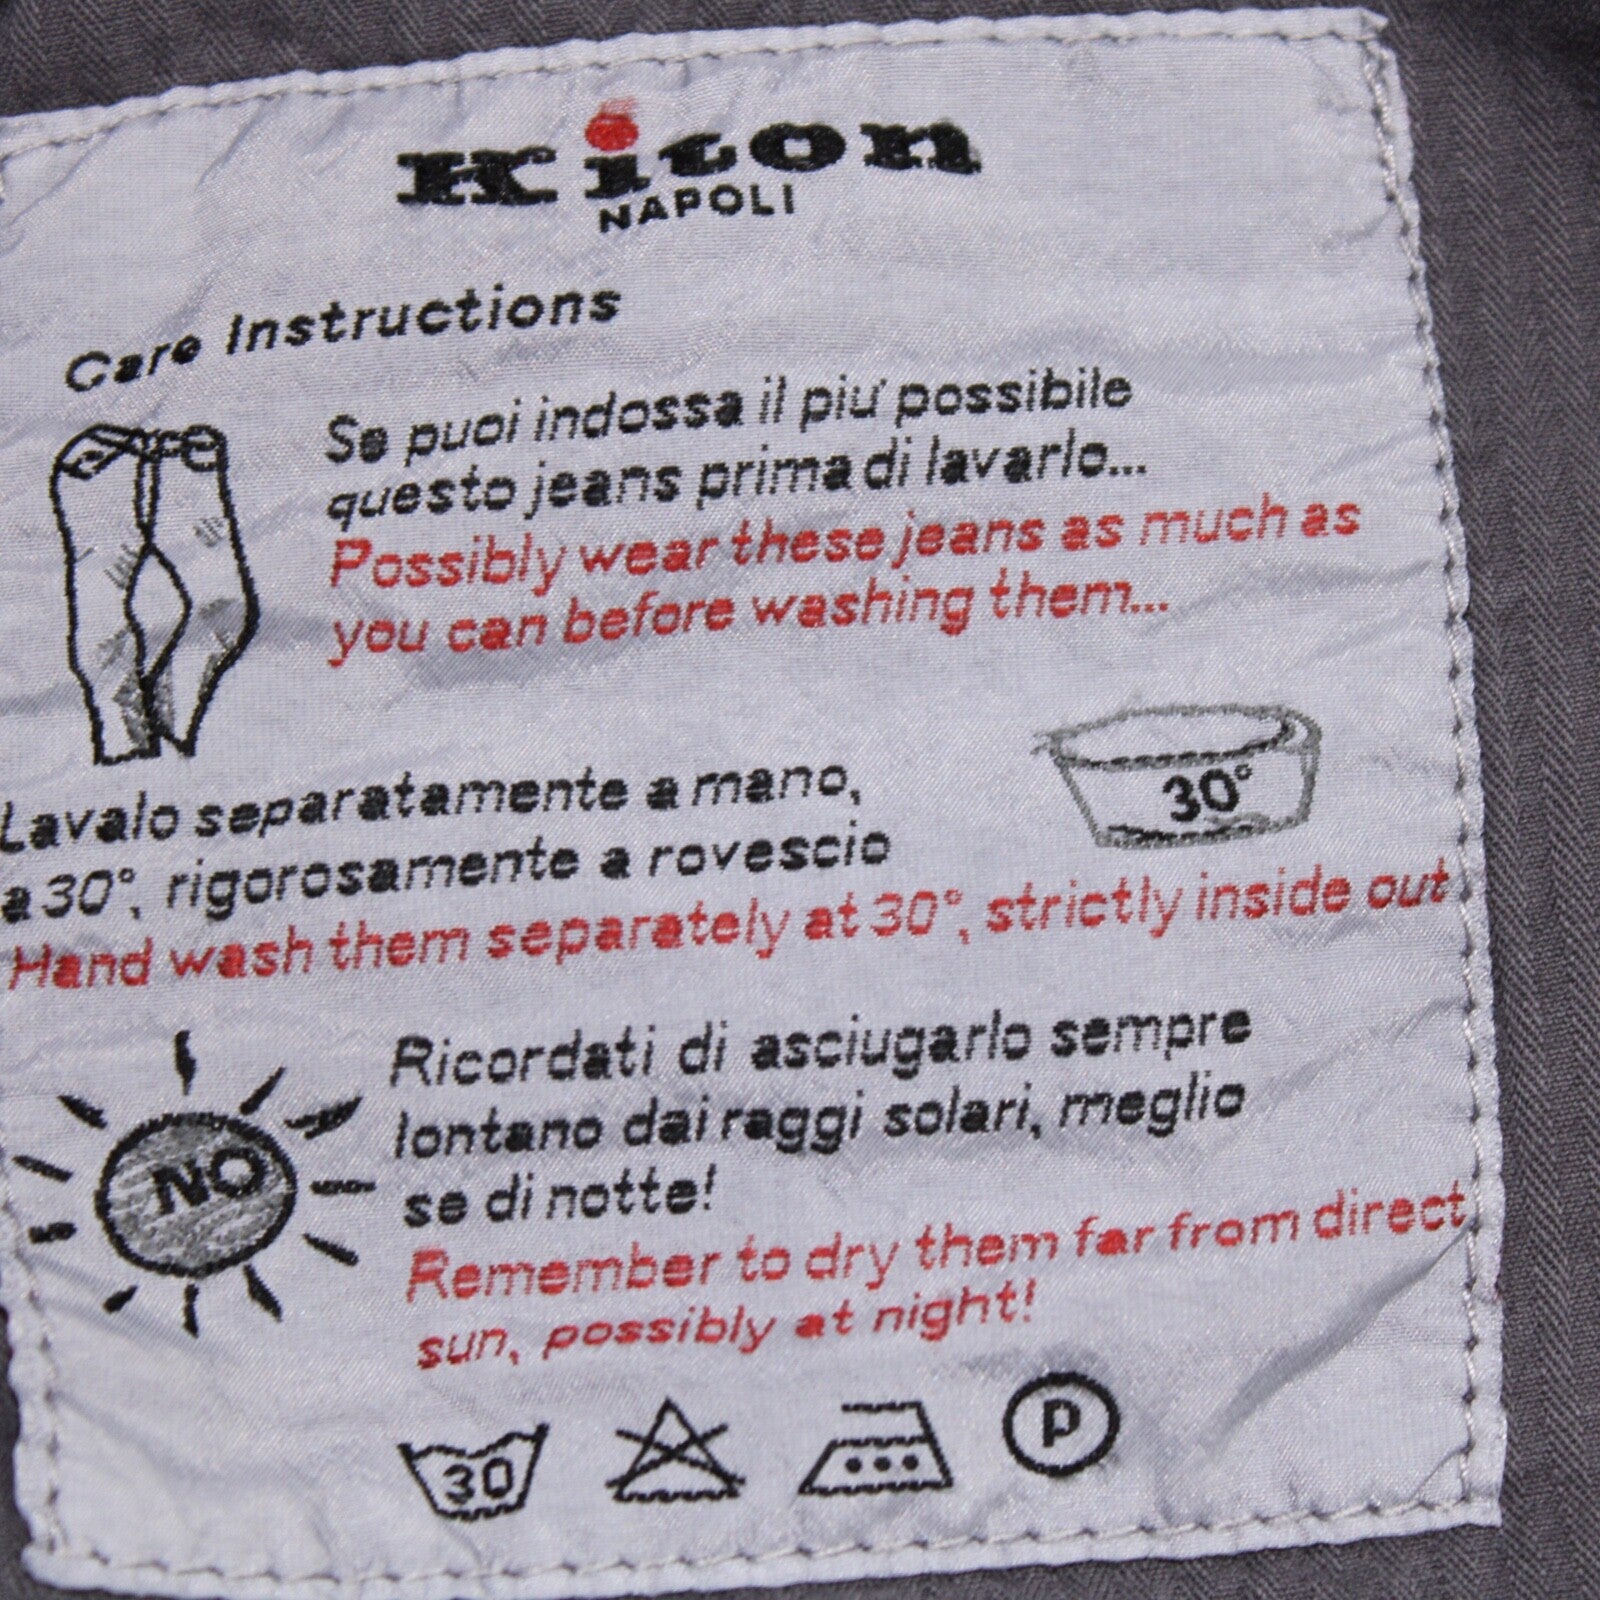 Kiton
NAPOLI
Care Instructions
Se puoi indossa il piu' possibile
questo jeans prima di lavarlo...
Possibly wear these jeans as much as
you can before washing them...
30°
Lavalo separatamente a mano,
a 30°, rigorosamente a rovescio
Hand wash them separately at 30°, strictly inside out
NO
Ricordati di asciugarlo sempre
lontano dai raggi solari, meglio
se di notte!
Remember to dry them far from direct
sun, possibly at night!
30
P